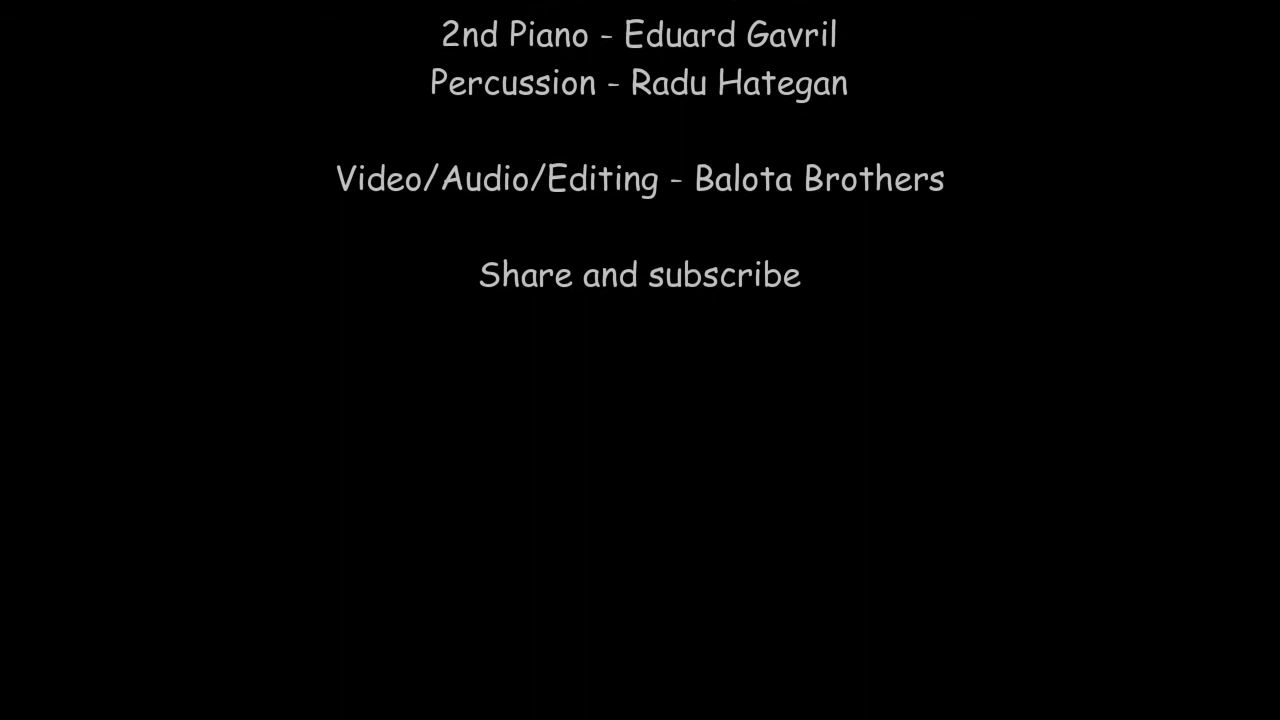 2nd Piano - Eduard Gavril
Percussion - Radu Hategan
Video/Audio/Editing - Balota Brothers
Share and subscribe